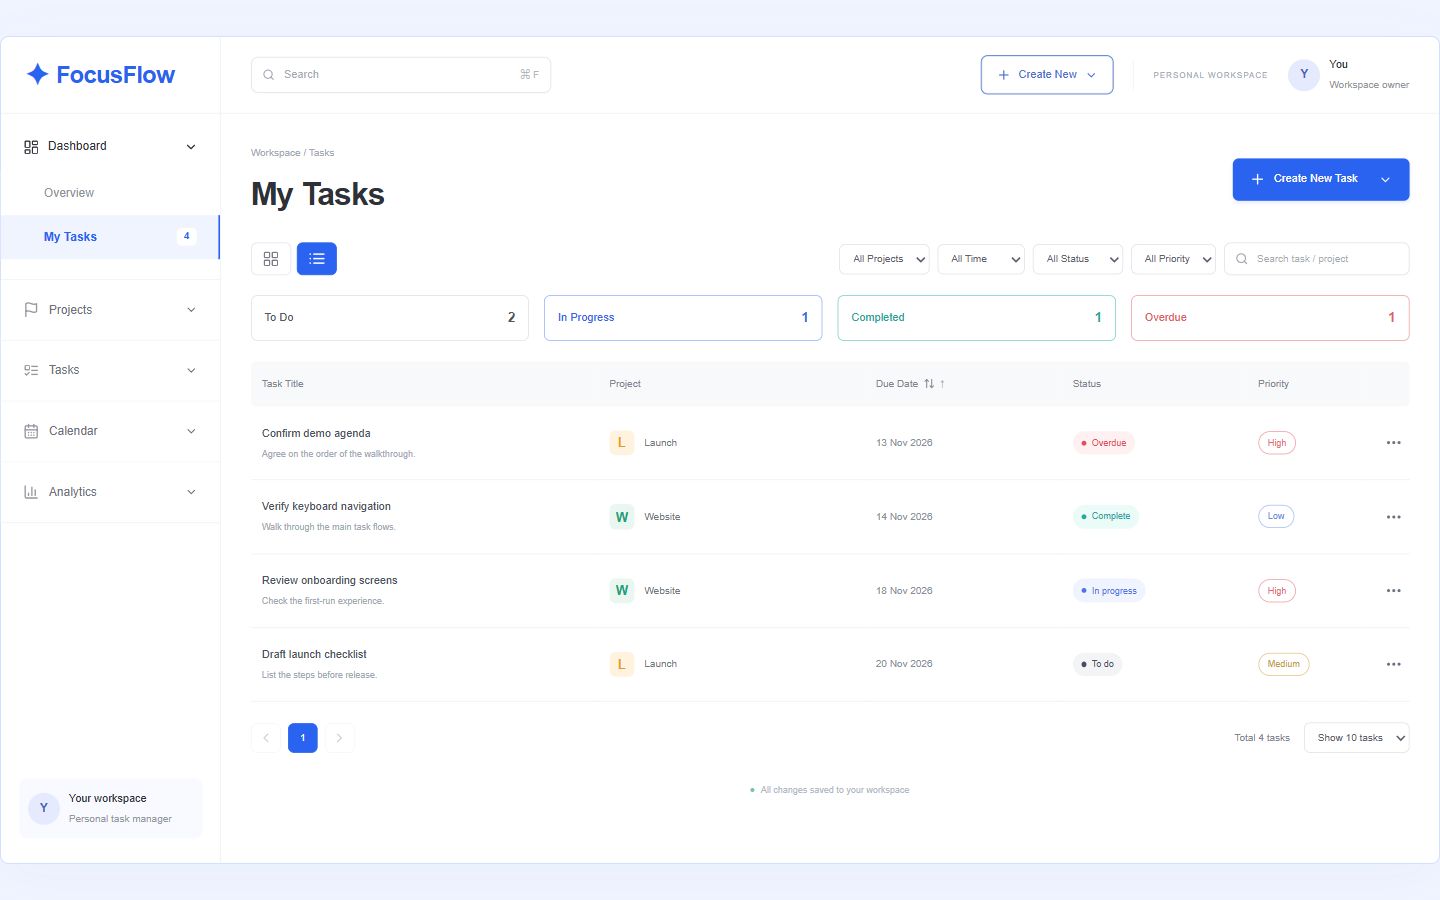 FocusFlow
Search
⌘ F
Create New
PERSONAL WORKSPACE
Y
You
Workspace owner
Dashboard
Overview
My Tasks 4
Projects
Tasks
Calendar
Analytics
Y
Your workspace
Personal task manager
Workspace / Tasks
My Tasks
Create New Task
All Projects All Time All Status All Priority Search task / project
To Do 2 In Progress 1 Completed 1 Overdue 1
Task Title Project Due Date ↑ Status Priority
Confirm demo agenda
Agree on the order of the walkthrough.
L Launch 13 Nov 2026 Overdue High
Verify keyboard navigation
Walk through the main task flows.
W Website 14 Nov 2026 Complete Low
Review onboarding screens
Check the first-run experience.
W Website 18 Nov 2026 In progress High
Draft launch checklist
List the steps before release.
L Launch 20 Nov 2026 To do Medium
1
Total 4 tasks Show 10 tasks
All changes saved to your workspace